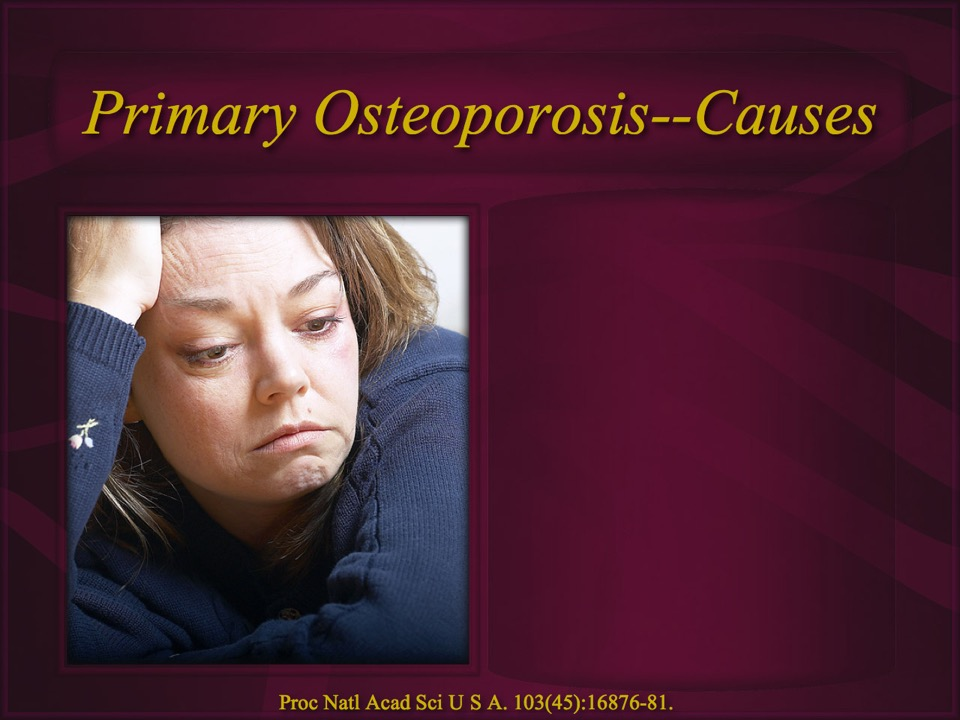 Primary Osteoporosis--Causes
Proc Natl Acad Sci U S A. 103(45):16876-81.